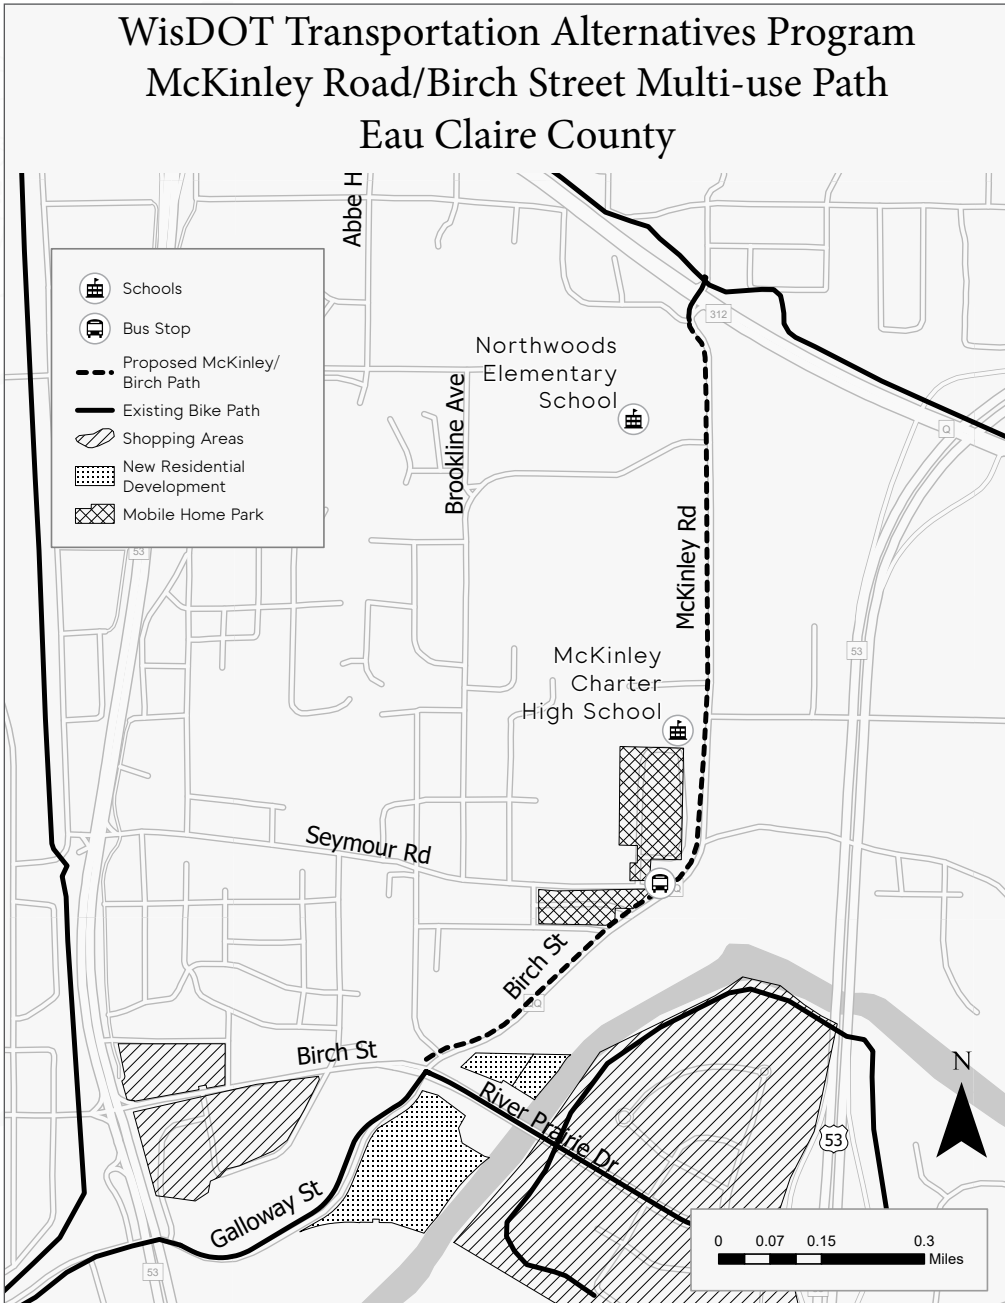 WisDOT Transportation Alternatives Program
McKinley Road/Birch Street Multi-use Path
Eau Claire County
Abbe H
Schools
Bus Stop
Proposed McKinley/
Birch Path
Existing Bike Path
Shopping Areas
New Residential
Development
Mobile Home Park
312
Northwoods
Elementary
School
Brookline Ave
Q
McKinley Rd
53
53
McKinley
Charter
High School
Seymour Rd
Q
Birch St
Q
Birch St
River Prairie Dr
N
53
Galloway St
53
0
0.07
0.15
0.3
Miles